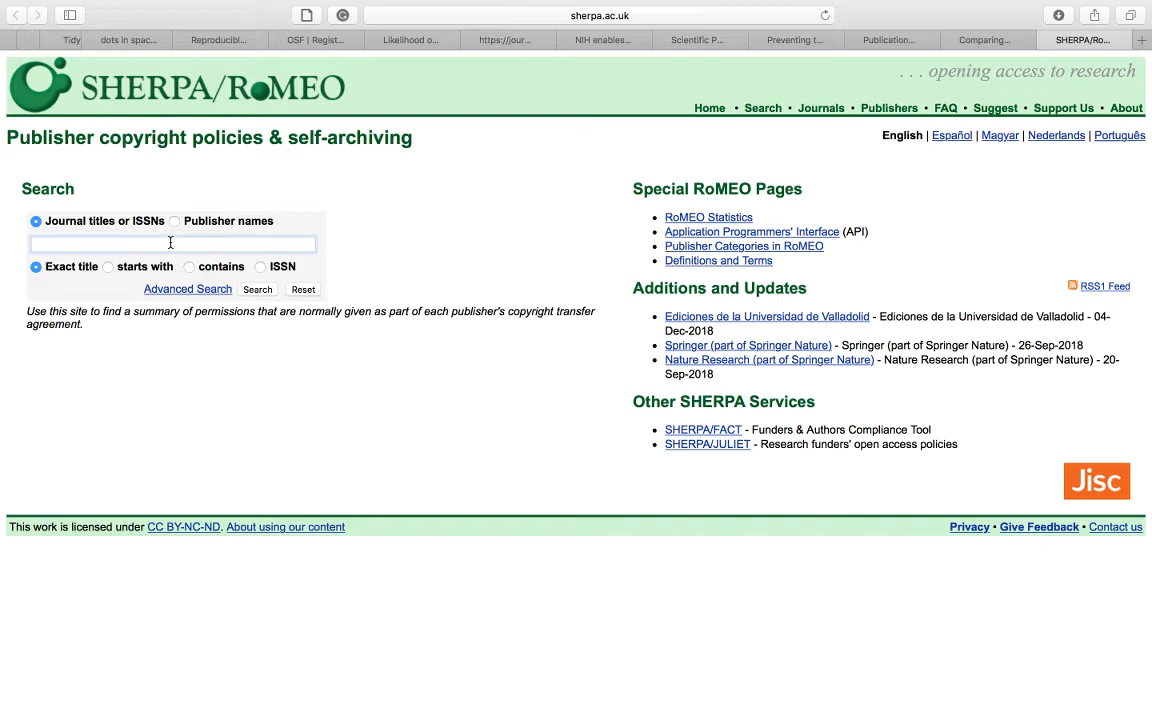 sherpa.ac.uk
Tidy
dots in spac...
Reproducibl...
OSF | Regist...
Likelihood o...
https://jour...
NIH enables...
Scientific P...
Preventing t...
Publication...
Comparing...
SHERPA/Ro...
SHERPA/RoMEO
. . . opening access to research
Home • Search • Journals • Publishers • FAQ • Suggest • Support Us • About
Publisher copyright policies & self-archiving
English | Español | Magyar | Nederlands | Português
Search
Journal titles or ISSNs Publisher names
Exact title starts with contains ISSN
Advanced Search Search Reset
Use this site to find a summary of permissions that are normally given as part of each publisher's copyright transfer
agreement.
Special RoMEO Pages
• RoMEO Statistics
• Application Programmers' Interface (API)
• Publisher Categories in RoMEO
• Definitions and Terms
Additions and Updates
RSS1 Feed
• Ediciones de la Universidad de Valladolid - Ediciones de la Universidad de Valladolid - 04-
Dec-2018
• Springer (part of Springer Nature) - Springer (part of Springer Nature) - 26-Sep-2018
• Nature Research (part of Springer Nature) - Nature Research (part of Springer Nature) - 20-
Sep-2018
Other SHERPA Services
• SHERPA/FACT - Funders & Authors Compliance Tool
• SHERPA/JULIET - Research funders' open access policies
Jisc
This work is licensed under CC BY-NC-ND. About using our content
Privacy • Give Feedback • Contact us